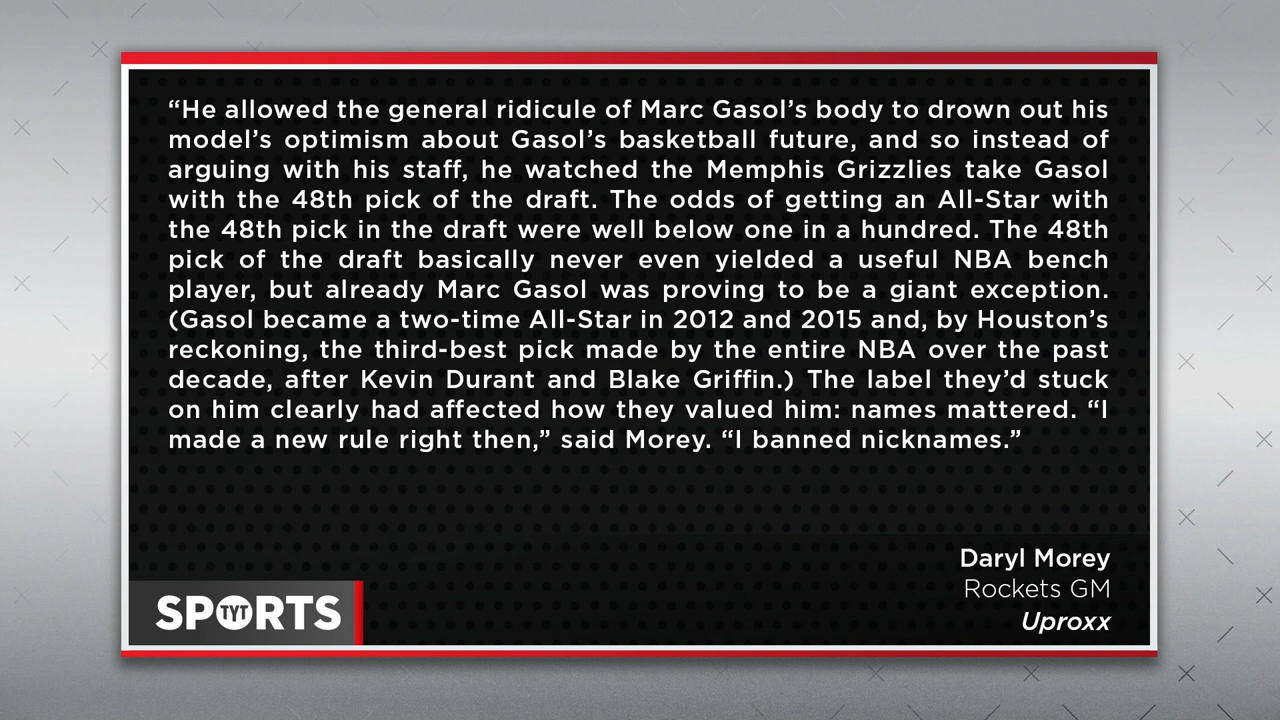 “He allowed the general ridicule of Marc Gasol’s body to drown out his
model’s optimism about Gasol’s basketball future, and so instead of
arguing with his staff, he watched the Memphis Grizzlies take Gasol
with the 48th pick of the draft. The odds of getting an All-Star with
the 48th pick in the draft were well below one in a hundred. The 48th
pick of the draft basically never even yielded a useful NBA bench
player, but already Marc Gasol was proving to be a giant exception.
(Gasol became a two-time All-Star in 2012 and 2015 and, by Houston’s
reckoning, the third-best pick made by the entire NBA over the past
decade, after Kevin Durant and Blake Griffin.) The label they’d stuck
on him clearly had affected how they valued him: names mattered. “I
made a new rule right then,” said Morey. “I banned nicknames.”
Daryl Morey
Rockets GM
Uproxx
SPORTS
TYT